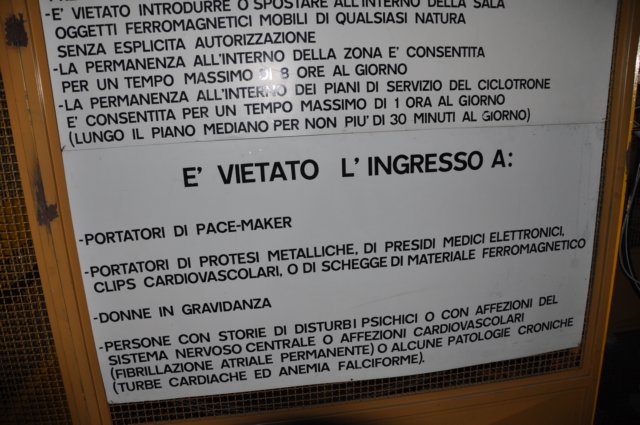 -E' VIETATO INTRODURRE O SPOSTARE ALL'INTERNO DELLA SALA
OGGETTI FERROMAGNETICI MOBILI DI QUALSIASI NATURA
SENZA ESPLICITA AUTORIZZAZIONE
-LA PERMANENZA ALL'INTERNO DELLA ZONA E' CONSENTITA
PER UN TEMPO MASSIMO DI 8 ORE AL GIORNO
-LA PERMANENZA ALL'INTERNO DEI PIANI DI SERVIZIO DEL CICLOTRONE
E' CONSENTITA PER UN TEMPO MASSIMO DI 1 ORA AL GIORNO
(LUNGO IL PIANO MEDIANO PER NON PIU' DI 30 MINUTI AL GIORNO)
E' VIETATO L'INGRESSO A:
-PORTATORI DI PACE-MAKER
-PORTATORI DI PROTESI METALLICHE, DI PRESIDI MEDICI ELETTRONICI,
CLIPS CARDIOVASCOLARI, O DI SCHEGGE DI MATERIALE FERROMAGNETICO
-DONNE IN GRAVIDANZA
-PERSONE CON STORIE DI DISTURBI PSICHICI O CON AFFEZIONI DEL
SISTEMA NERVOSO CENTRALE O AFFEZIONI CARDIOVASCOLARI
(FIBRILLAZIONE ATRIALE PERMANENTE) O ALCUNE PATOLOGIE CRONICHE
(TURBE CARDIACHE ED ANEMIA FALCIFORME).